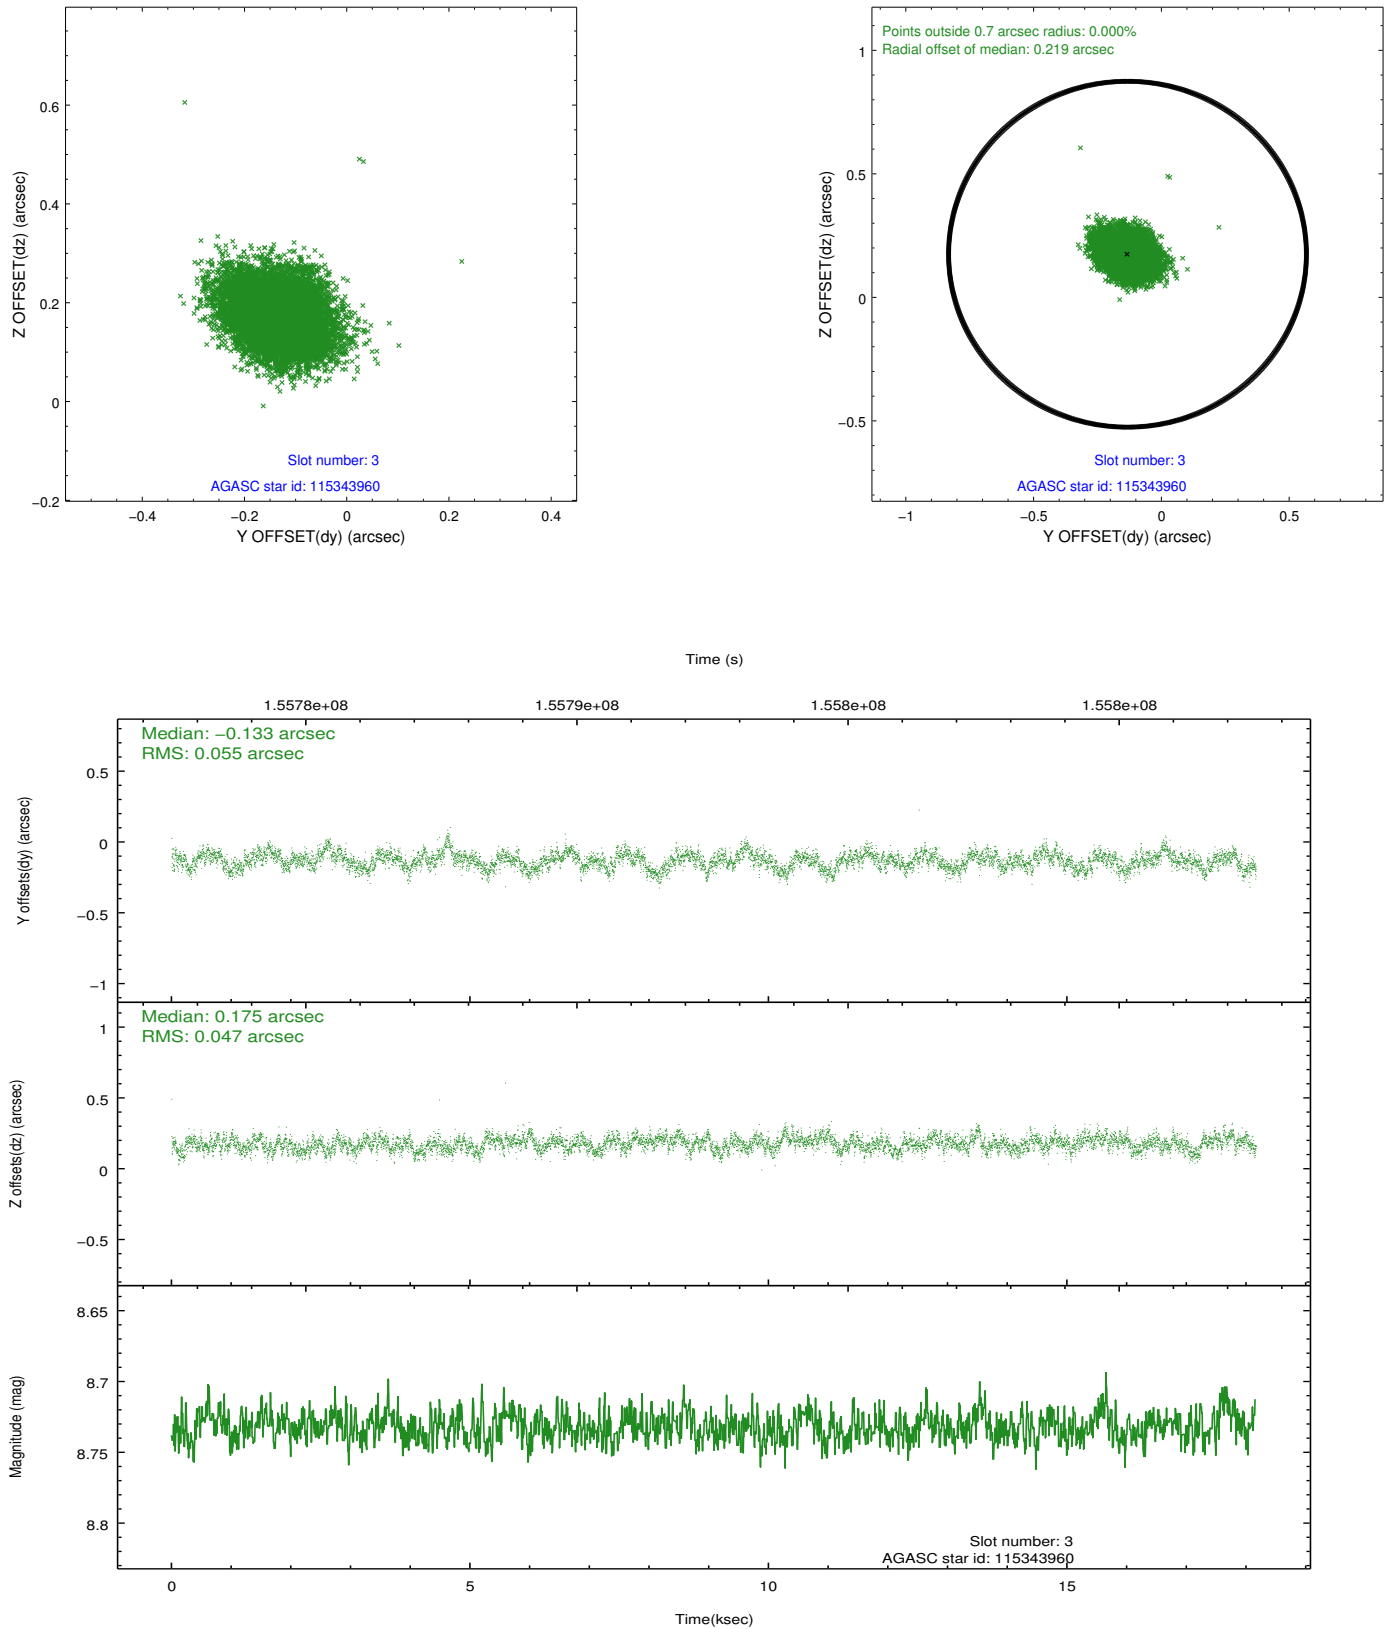 0.6
0.4
0.2
0
−0.2
−0.4
−0.2
0
0.2
0.4
Z OFFSET(dz) (arcsec)
Y OFFSET(dy) (arcsec)
Slot number: 3
AGASC star id: 115343960
Points outside 0.7 arcsec radius: 0.000%
Radial offset of median: 0.219 arcsec
1
0.5
0
−0.5
−1
−0.5
0
0.5
Z OFFSET(dz) (arcsec)
Y OFFSET(dy) (arcsec)
Slot number: 3
AGASC star id: 115343960
Time (s)
1.5578e+08
1.5579e+08
1.558e+08
1.558e+08
Median: −0.133 arcsec
RMS: 0.055 arcsec
0.5
0
−0.5
−1
Y offsets(dy) (arcsec)
Median: 0.175 arcsec
RMS: 0.047 arcsec
1
0.5
0
−0.5
Z offsets(dz) (arcsec)
8.65
8.7
8.75
8.8
Magnitude (mag)
Slot number: 3
AGASC star id: 115343960
0
5
10
15
Time(ksec)